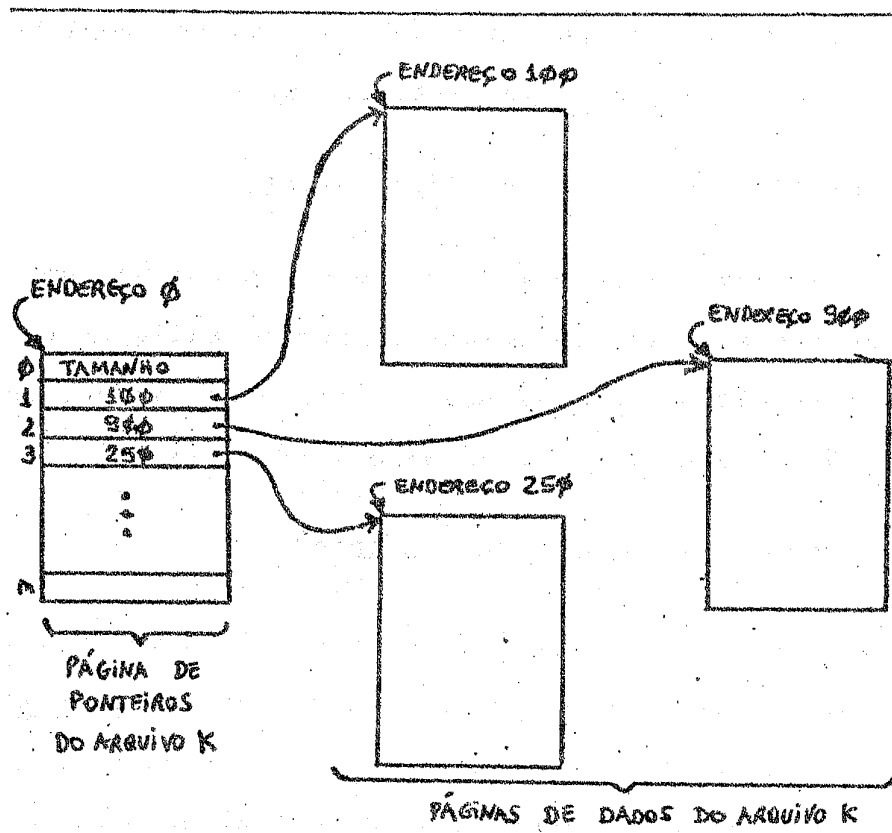 ENDEREÇO 1ØØ
ENDEREÇO Ø
ENDEREÇO 9ØØ
Ø TAMANHO
1 1ØØ
2 9ØØ
3 25Ø
ENDEREÇO 25Ø
m
PÁGINA DE
PONTEIROS
DO ARQUIVO K
PÁGINAS DE DADOS DO ARQUIVO K